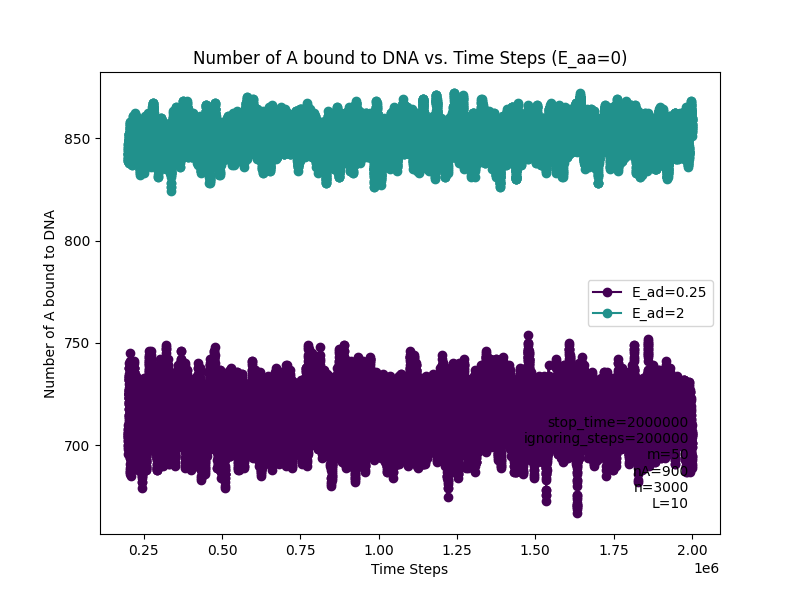 Number of A bound to DNA vs. Time Steps (E_aa=0)
Number of A bound to DNA
850
800
750
700
E_ad=0.25
E_ad=2
stop_time=2000000
ignoring_steps=200000
m=50
nA=900
n=3000
L=10
0.25 0.50 0.75 1.00 1.25 1.50 1.75 2.00
1e6
Time Steps